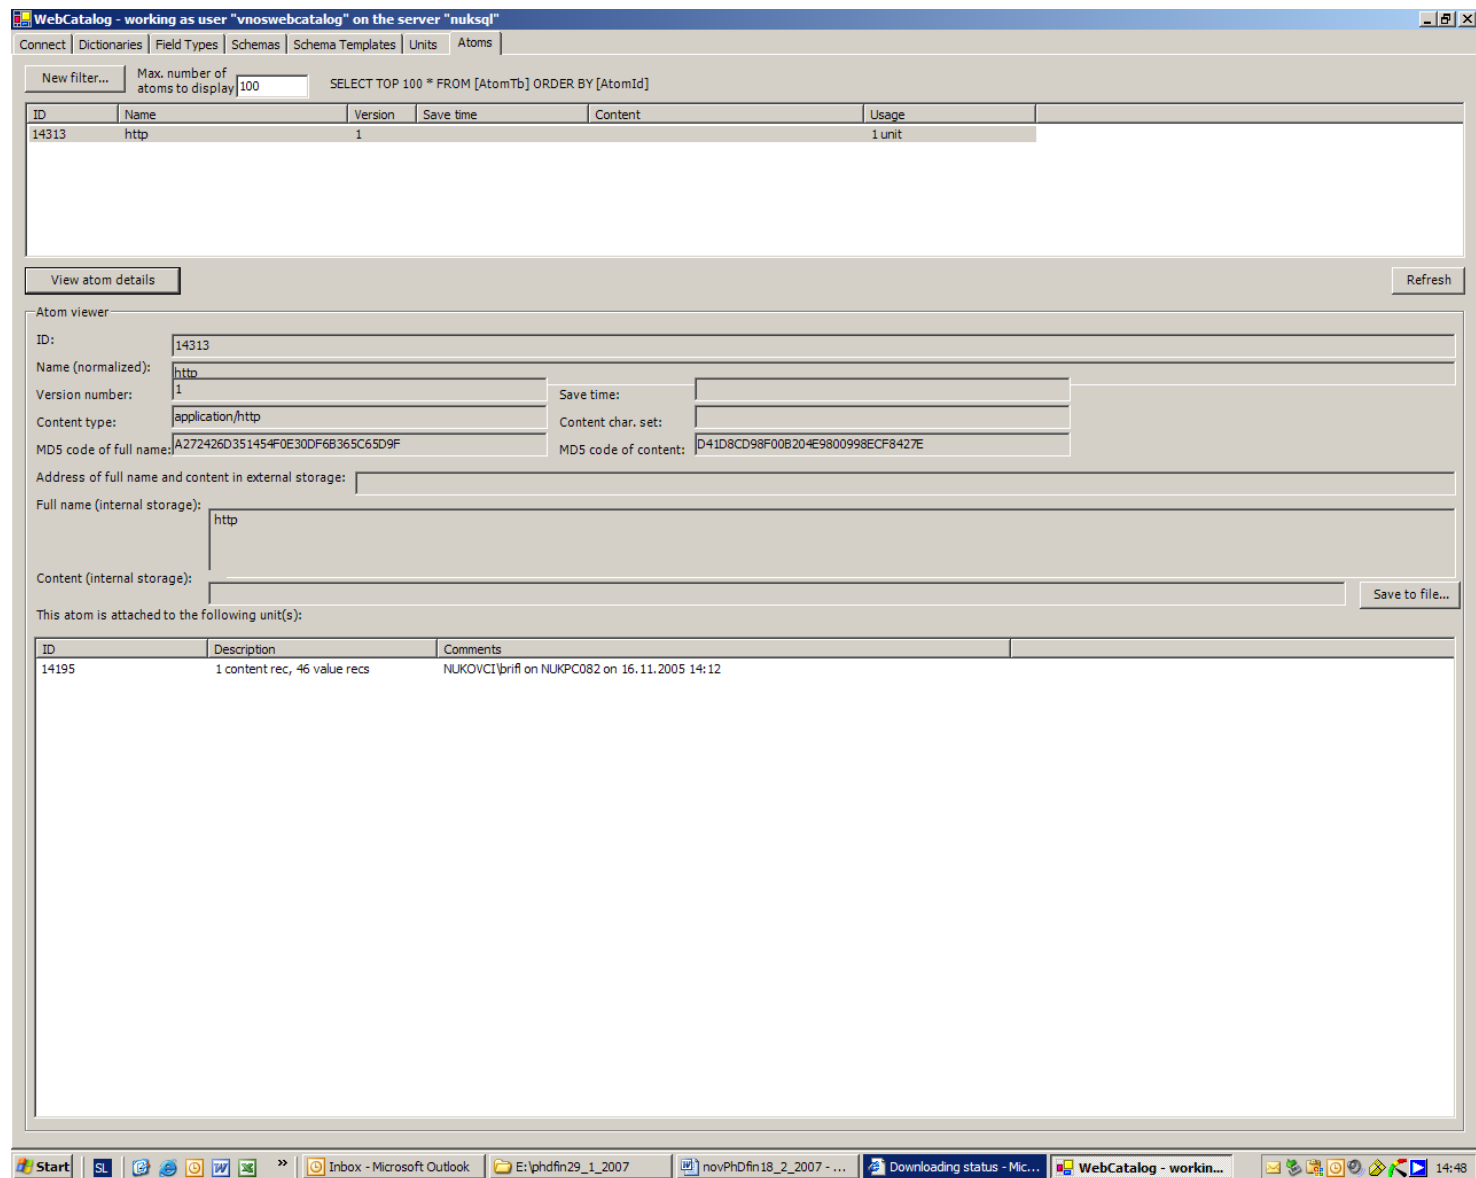 WebCatalog - working as user "vnoswebcatalog" on the server "nuksql"
Connect Dictionaries Field Types Schemas Schema Templates Units Atoms
New filter... Max. number of atoms to display 100 SELECT TOP 100 * FROM [AtomTb] ORDER BY [AtomId]
ID Name Version Save time Content Usage
14313 http 1 1 unit
View atom details Refresh
Atom viewer
ID: 14313
Name (normalized): http
Version number: 1 Save time:
Content type: application/http Content char. set:
MD5 code of full name: A272426D351454F0E30DF6B365C65D9F MD5 code of content: D41D8CD98F00B204E9800998ECF8427E
Address of full name and content in external storage:
Full name (internal storage): http
Content (internal storage): Save to file...
This atom is attached to the following unit(s):
ID Description Comments
14195 1 content rec, 46 value recs NUKOVCI\brifl on NUKPC082 on 16.11.2005 14:12
Start SL » Inbox - Microsoft Outlook E:\phdfin29_1_2007 novPhDfin18_2_2007 - ... Downloading status - Mic... WebCatalog - workin... 14:48